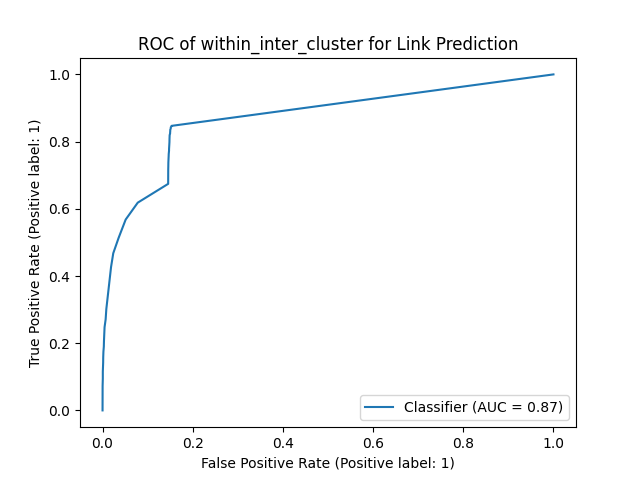 ROC of within_inter_cluster for Link Prediction
1.0
0.8
0.6
0.4
0.2
0.0
True Positive Rate (Positive label: 1)
Classifier (AUC = 0.87)
0.0 0.2 0.4 0.6 0.8 1.0
False Positive Rate (Positive label: 1)